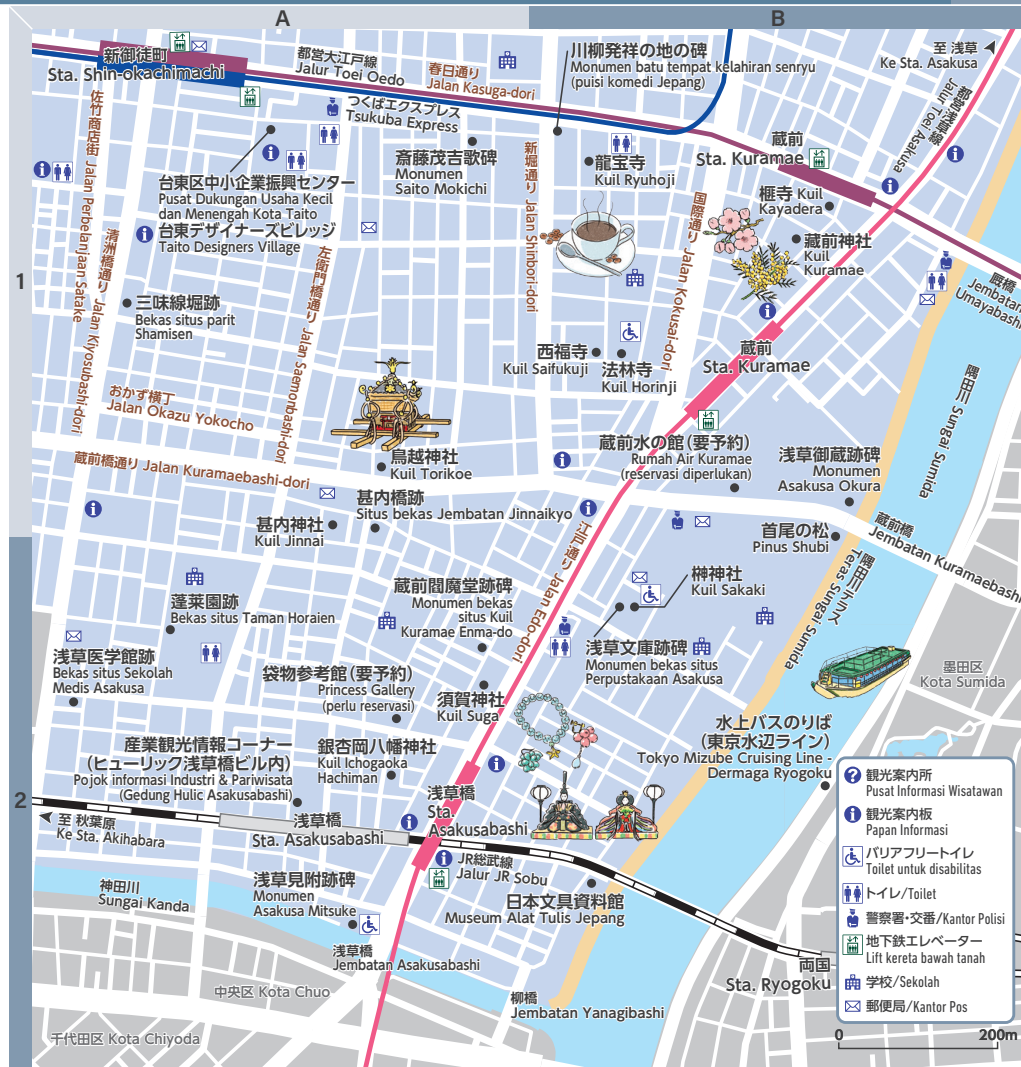 A
B
1
2
新御徒町
Sta. Shin-okachimachi
都営大江戸線
Jalur Toei Oedo
春日通り
Jalan Kasuga-dori
つくばエクスプレス
Tsukuba Express
川柳発祥の地の碑
Monumen batu tempat kelahiran senryu
(puisi komedi Jepang)
至 浅草
Ke Sta. Asakusa
都営浅草線
Jalur Toei Asakusa
佐竹商店街 Jalan Perbelanjaan Satake
台東区中小企業振興センター
Pusat Dukungan Usaha Kecil
dan Menengah Kota Taito
台東デザイナーズビレッジ
Taito Designers Village
斎藤茂吉歌碑
Monumen
Saito Mokichi
新堀通り Jalan Shinbori-dori
龍宝寺
Kuil Ryuhoji
蔵前
Sta. Kuramae
国際通り Jalan Kokusai-dori
榧寺 Kuil
Kayadera
蔵前神社
Kuil
Kuramae
厩橋
Jembatan
Umayabashi
清洲橋通り Jalan Kiyosubashi-dori
左衛門橋通り Jalan Saemonbashi-dori
三味線堀跡
Bekas situs parit
Shamisen
西福寺
Kuil Saifukuji
法林寺
Kuil Horinji
蔵前
Sta. Kuramae
隅田川 Sungai Sumida
おかず横丁
Jalan Okazu Yokocho
鳥越神社
Kuil Torikoe
蔵前水の館(要予約)
Rumah Air Kuramae
(reservasi diperlukan)
浅草御蔵跡碑
Monumen
Asakusa Okura
蔵前橋通り Jalan Kuramaebashi-dori
甚内橋跡
Situs bekas Jembatan Jinnaikyo
甚内神社
Kuil Jinnai
江戸通り Jalan Edo-dori
首尾の松
Pinus Shubi
蔵前橋
Jembatan Kuramaebashi
蓬莱園跡
Bekas situs Taman Horaien
蔵前閻魔堂跡碑
Monumen bekas
situs Kuil
Kuramae Enma-do
榊神社
Kuil Sakaki
隅田川テラス
Teras Sungai Sumida
浅草文庫跡碑
Monumen bekas situs
Perpustakaan Asakusa
浅草医学館跡
Bekas situs Sekolah
Medis Asakusa
袋物参考館(要予約)
Princess Gallery
(perlu reservasi)
須賀神社
Kuil Suga
墨田区
Kota Sumida
水上バスのりば
(東京水辺ライン)
Tokyo Mizube Cruising Line -
Dermaga Ryogoku
産業観光情報コーナー
(ヒューリック浅草橋ビル内)
Pojok informasi Industri & Pariwisata
(Gedung Hulic Asakusabashi)
銀杏岡八幡神社
Kuil Ichogaoka
Hachiman
浅草橋
Sta.
Asakusabashi
至 秋葉原
Ke Sta. Akihabara
浅草橋
Sta. Asakusabashi
JR総武線
Jalur JR Sobu
神田川
Sungai Kanda
浅草見附跡碑
Monumen
Asakusa Mitsuke
日本文具資料館
Museum Alat Tulis Jepang
浅草橋
Jembatan Asakusabashi
両国
Sta. Ryogoku
中央区 Kota Chuo
柳橋
Jembatan Yanagibashi
千代田区 Kota Chiyoda
観光案内所
Pusat Informasi Wisatawan
観光案内板
Papan Informasi
バリアフリートイレ
Toilet untuk disabilitas
トイレ/Toilet
警察署・交番/Kantor Polisi
地下鉄エレベーター
Lift kereta bawah tanah
学校/Sekolah
郵便局/Kantor Pos
0 200m